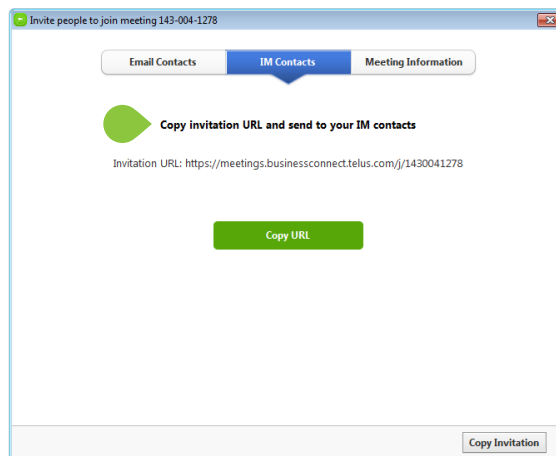 Invite people to join meeting 143-004-1278
Email Contacts IM Contacts Meeting Information
Copy invitation URL and send to your IM contacts
Invitation URL: https://meetings.businessconnect.telus.com/j/1430041278
Copy URL
Copy Invitation